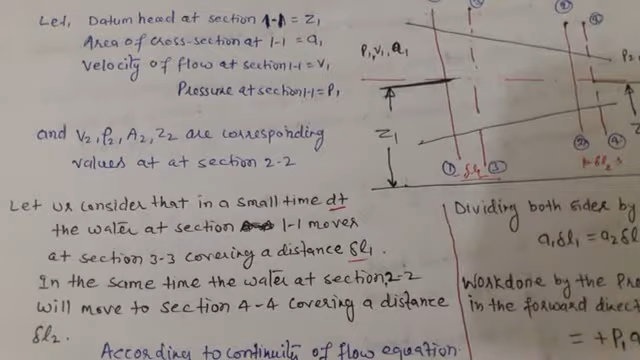 Let, Datum head at section 1-1 = Z1
Area of cross-section at 1-1 = a1
Velocity of flow at section 1-1 = V1
Pressure at section 1-1 = P1
and V2, P2, A2, Z2 are corresponding
values at at section 2-2
Let us consider that in a small time dt
the water at section 1-1 moves
at section 3-3 covering a distance δl1.
In the same time the water at section 2-2
will move to section 4-4 covering a distance
δl2.
According to continuity of flow equation
P1, V1, a1
P2,
Z1
Z
① δl1 ③
② ④
δl2
Dividing both sides by
a1δl1 = a2δl
Workdone by the Pre
in the forward direct
= +P1a